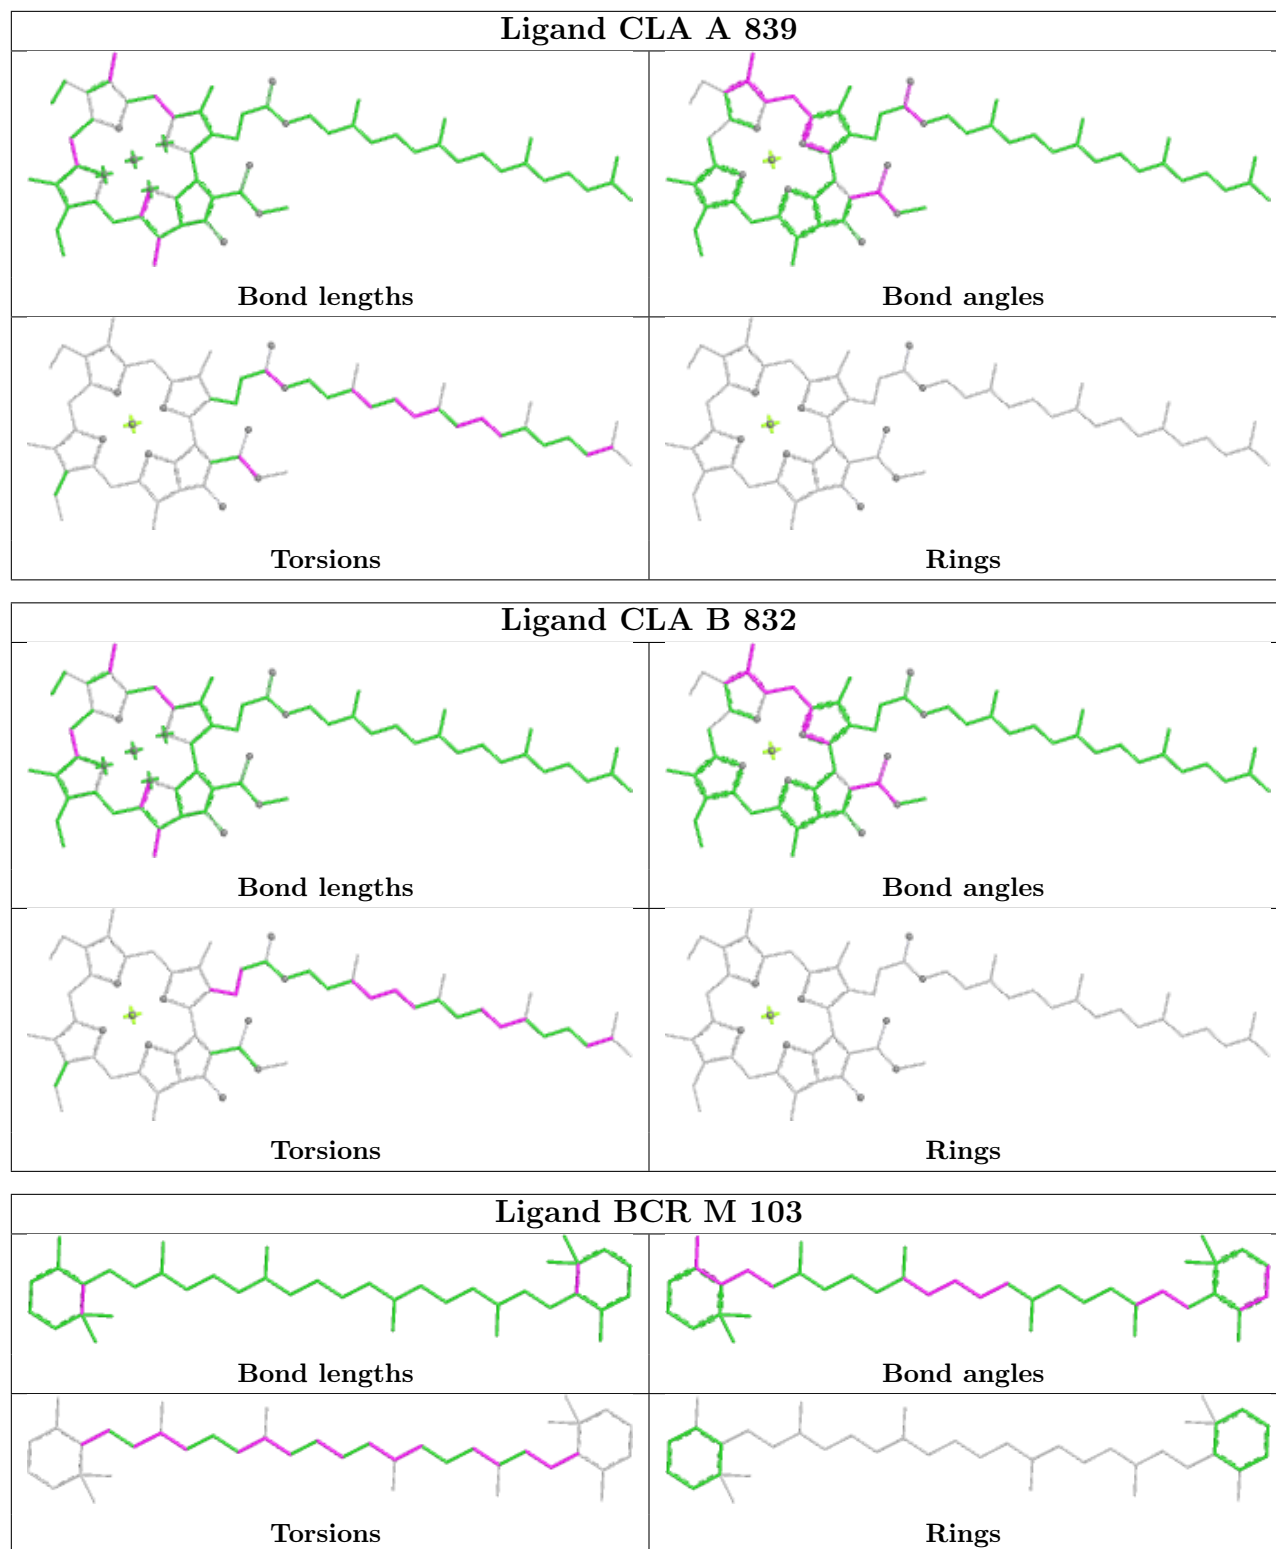 Ligand CLA A 839
Bond lengths
Bond angles
Torsions
Rings
Ligand CLA B 832
Bond lengths
Bond angles
Torsions
Rings
Ligand BCR M 103
Bond lengths
Bond angles
Torsions
Rings